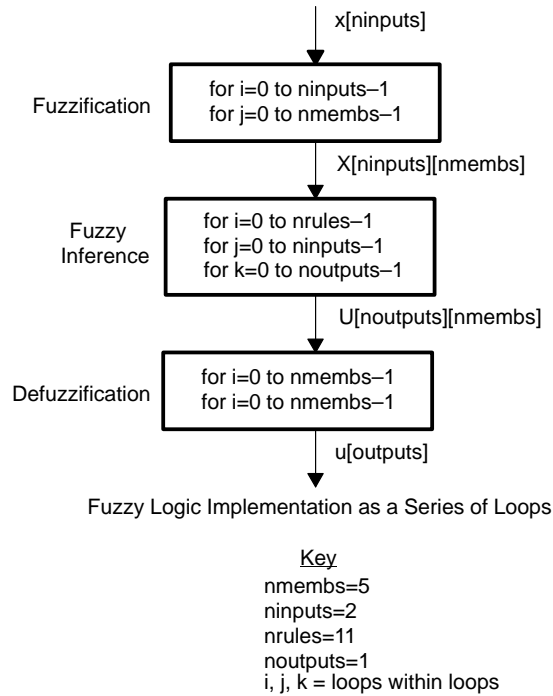 x[ninputs]
Fuzzification
for i=0 to ninputs–1
for j=0 to nmembs–1
X[ninputs][nmembs]
Fuzzy
Inference
for i=0 to nrules–1
for j=0 to ninputs–1
for k=0 to noutputs–1
U[noutputs][nmembs]
Defuzzification
for i=0 to nmembs–1
for i=0 to nmembs–1
u[outputs]
Fuzzy Logic Implementation as a Series of Loops
Key
nmembs=5
ninputs=2
nrules=11
noutputs=1
i, j, k = loops within loops